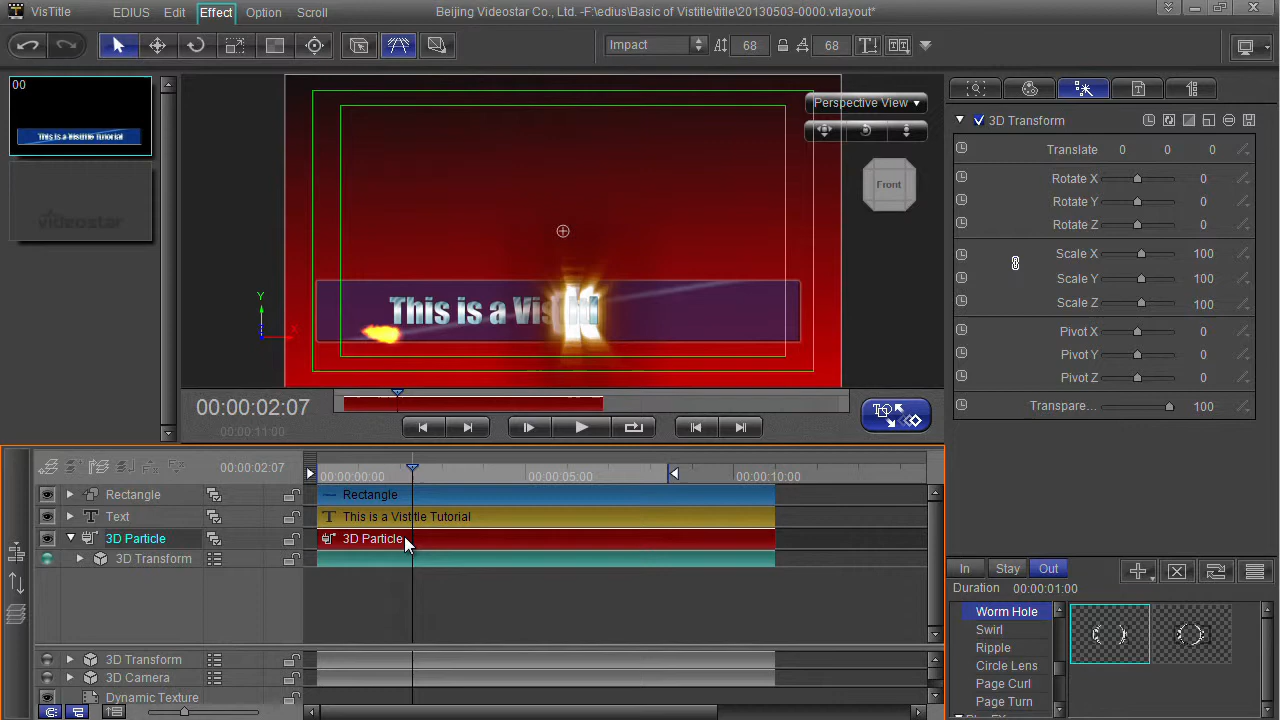 VisTitle
EDIUS
Edit
Effect
Option
Scroll
Beijing Videostar Co., Ltd. -F:\edius\Basic of Vistitle\title\20130503-0000.vtlayout*
Impact
68
68
00
This is a Vistitle Tutorial
videostar
Perspective View
Front
This is a Vis
Y
X
00:00:02:07
00:00:11:00
3D Transform
Translate 0 0 0
Rotate X 0
Rotate Y 0
Rotate Z 0
Scale X 100
Scale Y 100
Scale Z 100
Pivot X 0
Pivot Y 0
Pivot Z 0
Transpare... 100
00:00:02:07
00:00:00:00
00:00:05:00
00:00:10:00
Rectangle
Rectangle
Text
This is a Vistitle Tutorial
3D Particle
3D Particle
3D Transform
3D Transform
3D Camera
Dynamic Texture
In
Stay
Out
Duration
00:00:01:00
Worm Hole
Swirl
Ripple
Circle Lens
Page Curl
Page Turn